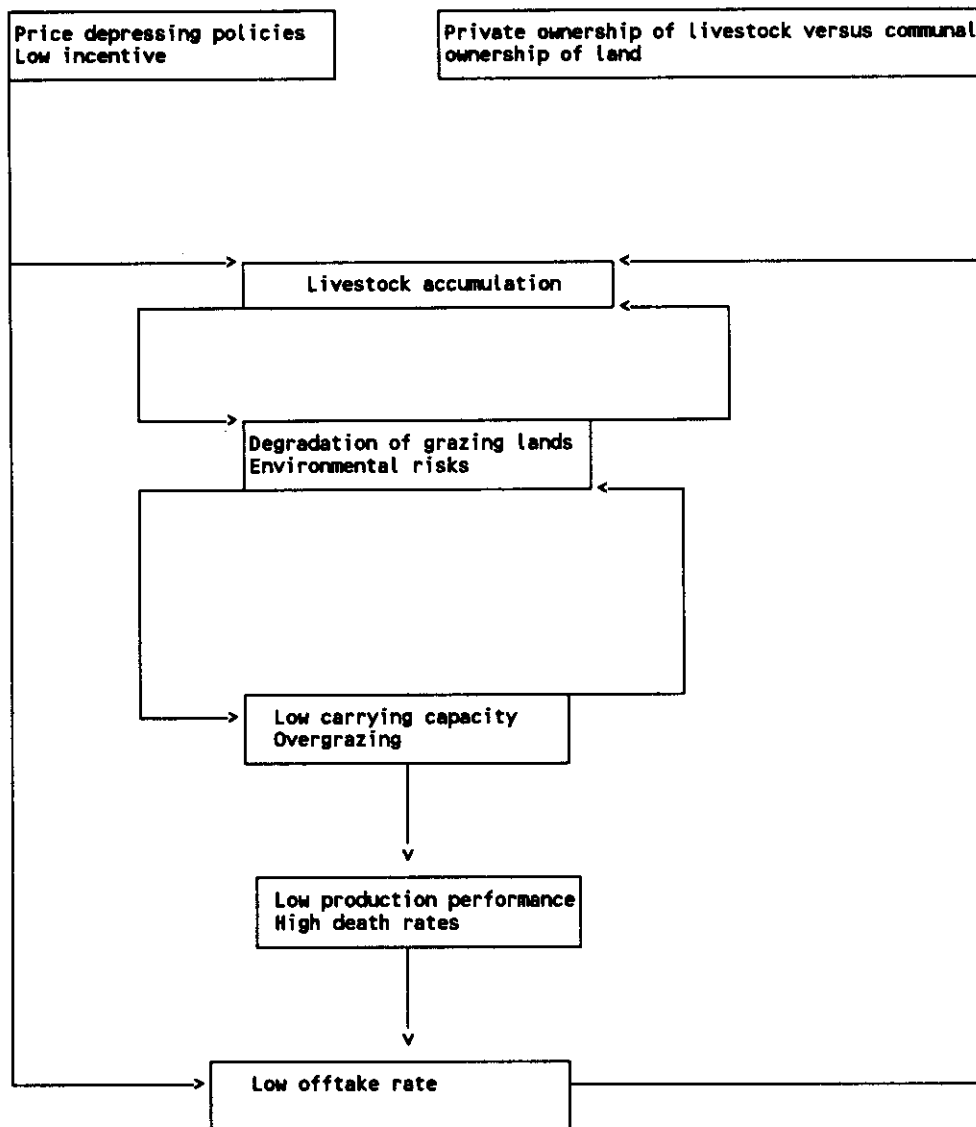 Price depressing policies
Low incentive
Private ownership of livestock versus communal
ownership of land
Livestock accumulation
Degradation of grazing lands
Environmental risks
Low carrying capacity
Overgrazing
Low production performance
High death rates
Low offtake rate